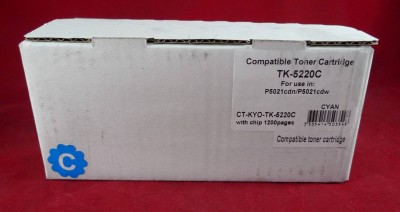 Compatible Toner Cartridge
TK-5220C
For use in:
P5021cdn/P5021cdw
CYAN
CT-KYO-TK-5220C
with chip 1200pages
Compatible toner cartridge
C